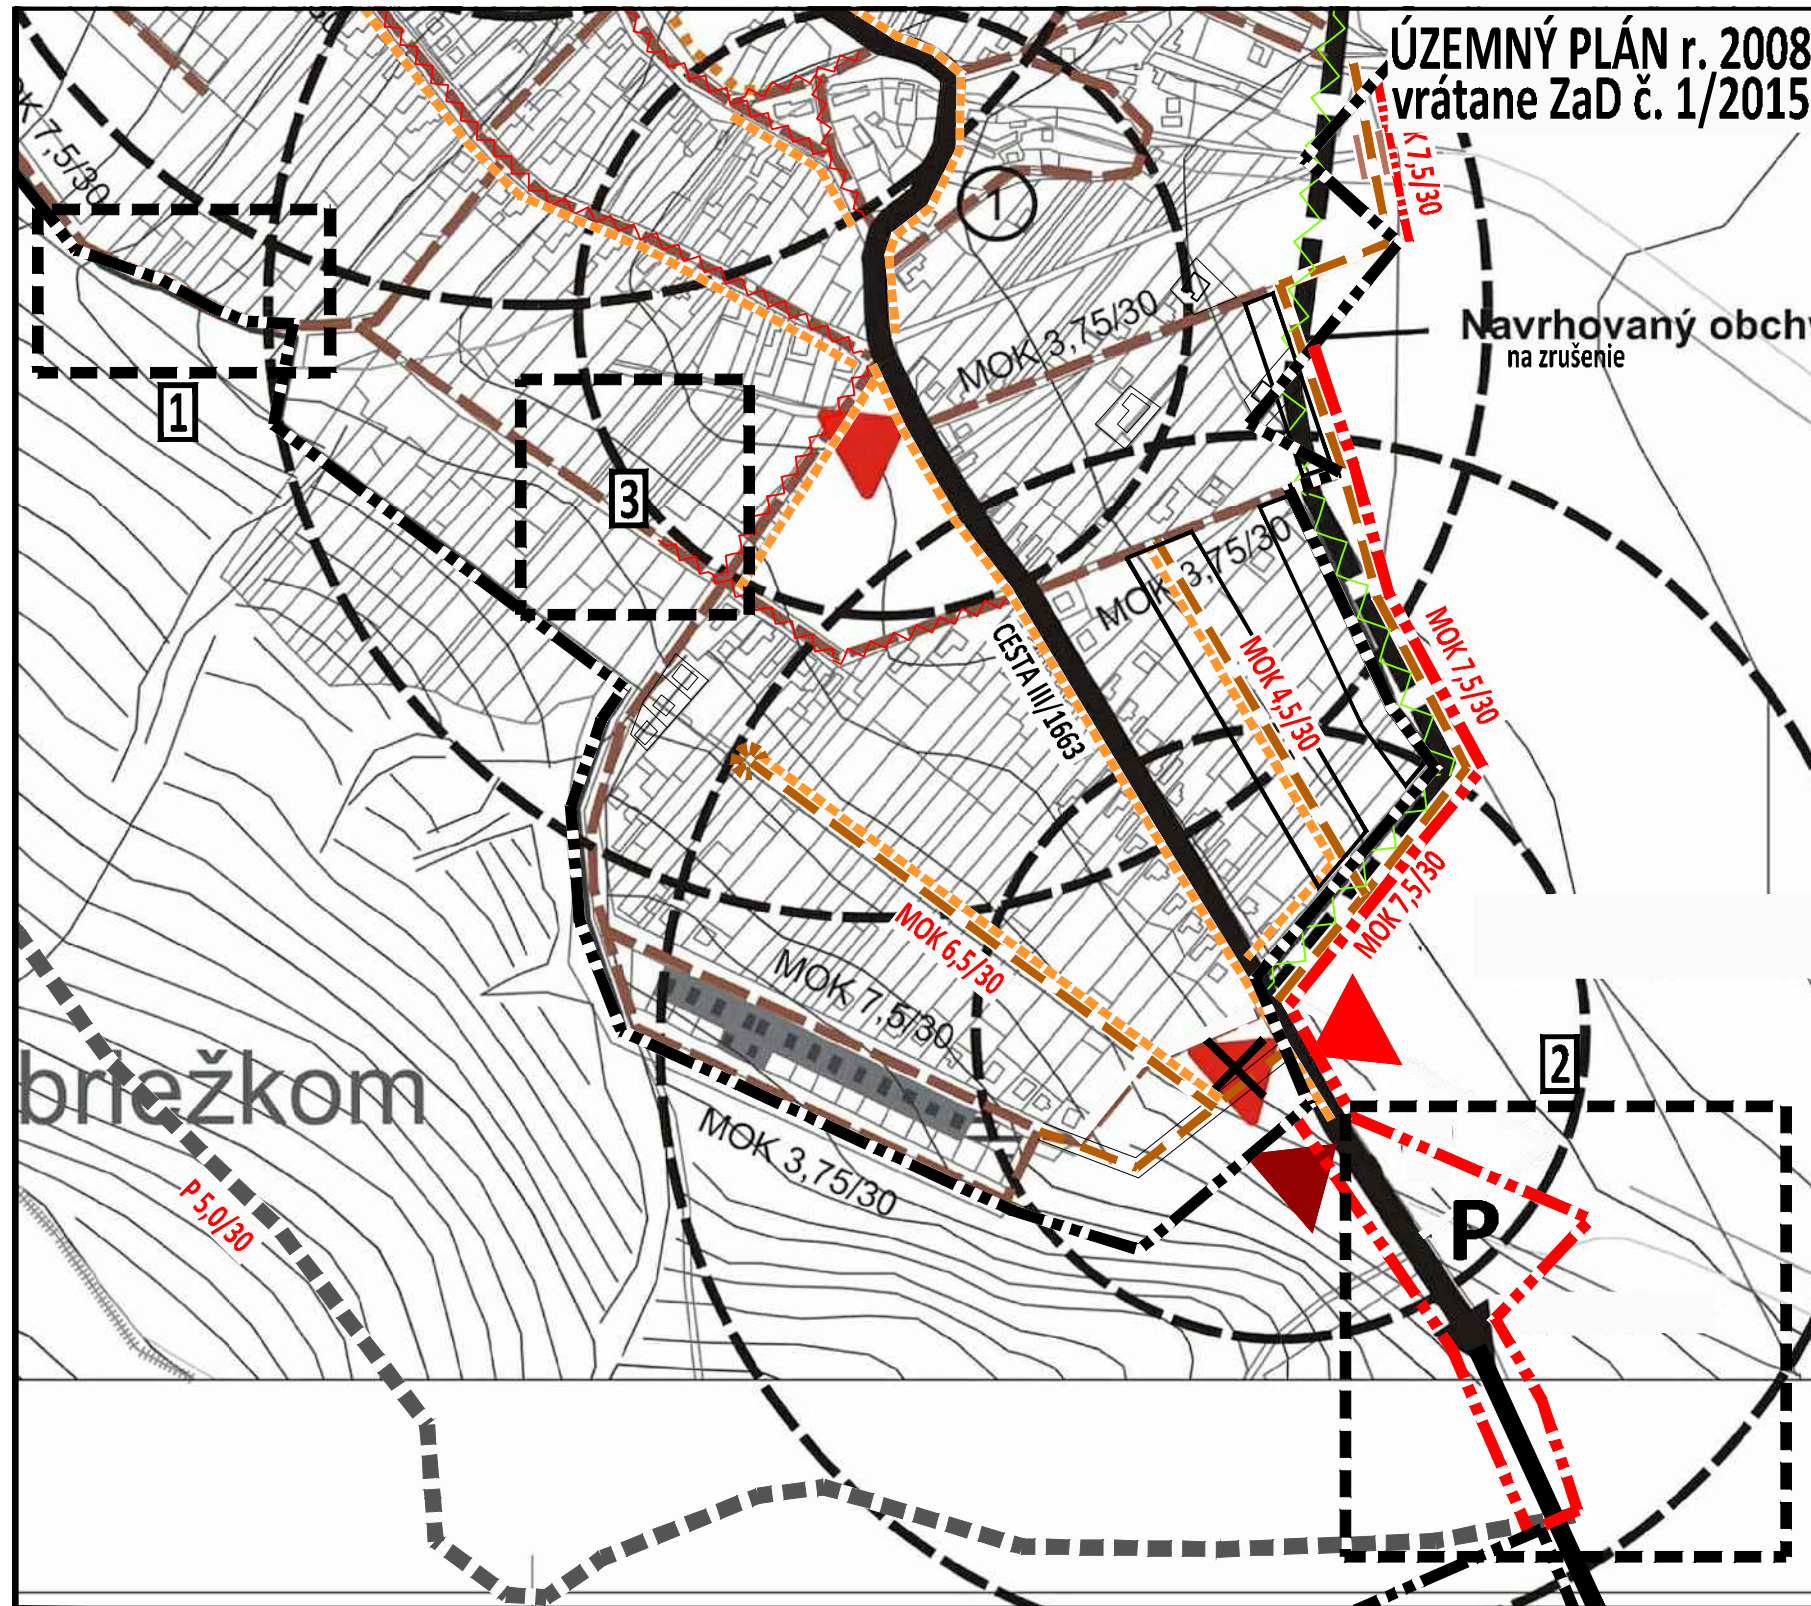 ÚZEMNÝ PLÁN r. 2008
vrátane ZaD č. 1/2015
K 7,5/30
K 7,5/30
1
Navrhovaný obch
na zrušenie
MOK 3,75/30
1
3
MOK 3,75/30
CESTA III/1663
MOK 4,5/30
MOK 7,5/30
MOK 7,5/30
MOK 6,5/30
MOK 7,5/30
2
briežkom
MOK 3,75/30
P 5,0/30
P